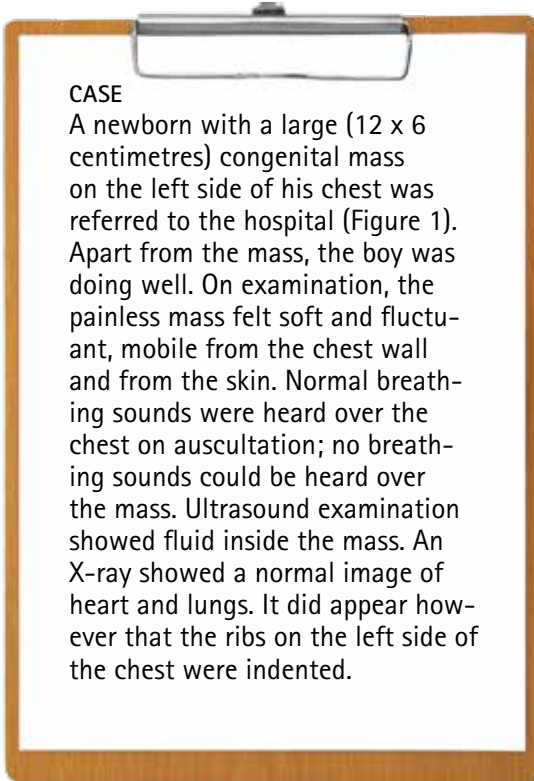 CASE
A newborn with a large (12 x 6
centimetres) congenital mass
on the left side of his chest was
referred to the hospital (Figure 1).
Apart from the mass, the boy was
doing well. On examination, the
painless mass felt soft and fluctu-
ant, mobile from the chest wall
and from the skin. Normal breath-
ing sounds were heard over the
chest on auscultation; no breath-
ing sounds could be heard over
the mass. Ultrasound examination
showed fluid inside the mass. An
X-ray showed a normal image of
heart and lungs. It did appear how-
ever that the ribs on the left side of
the chest were indented.